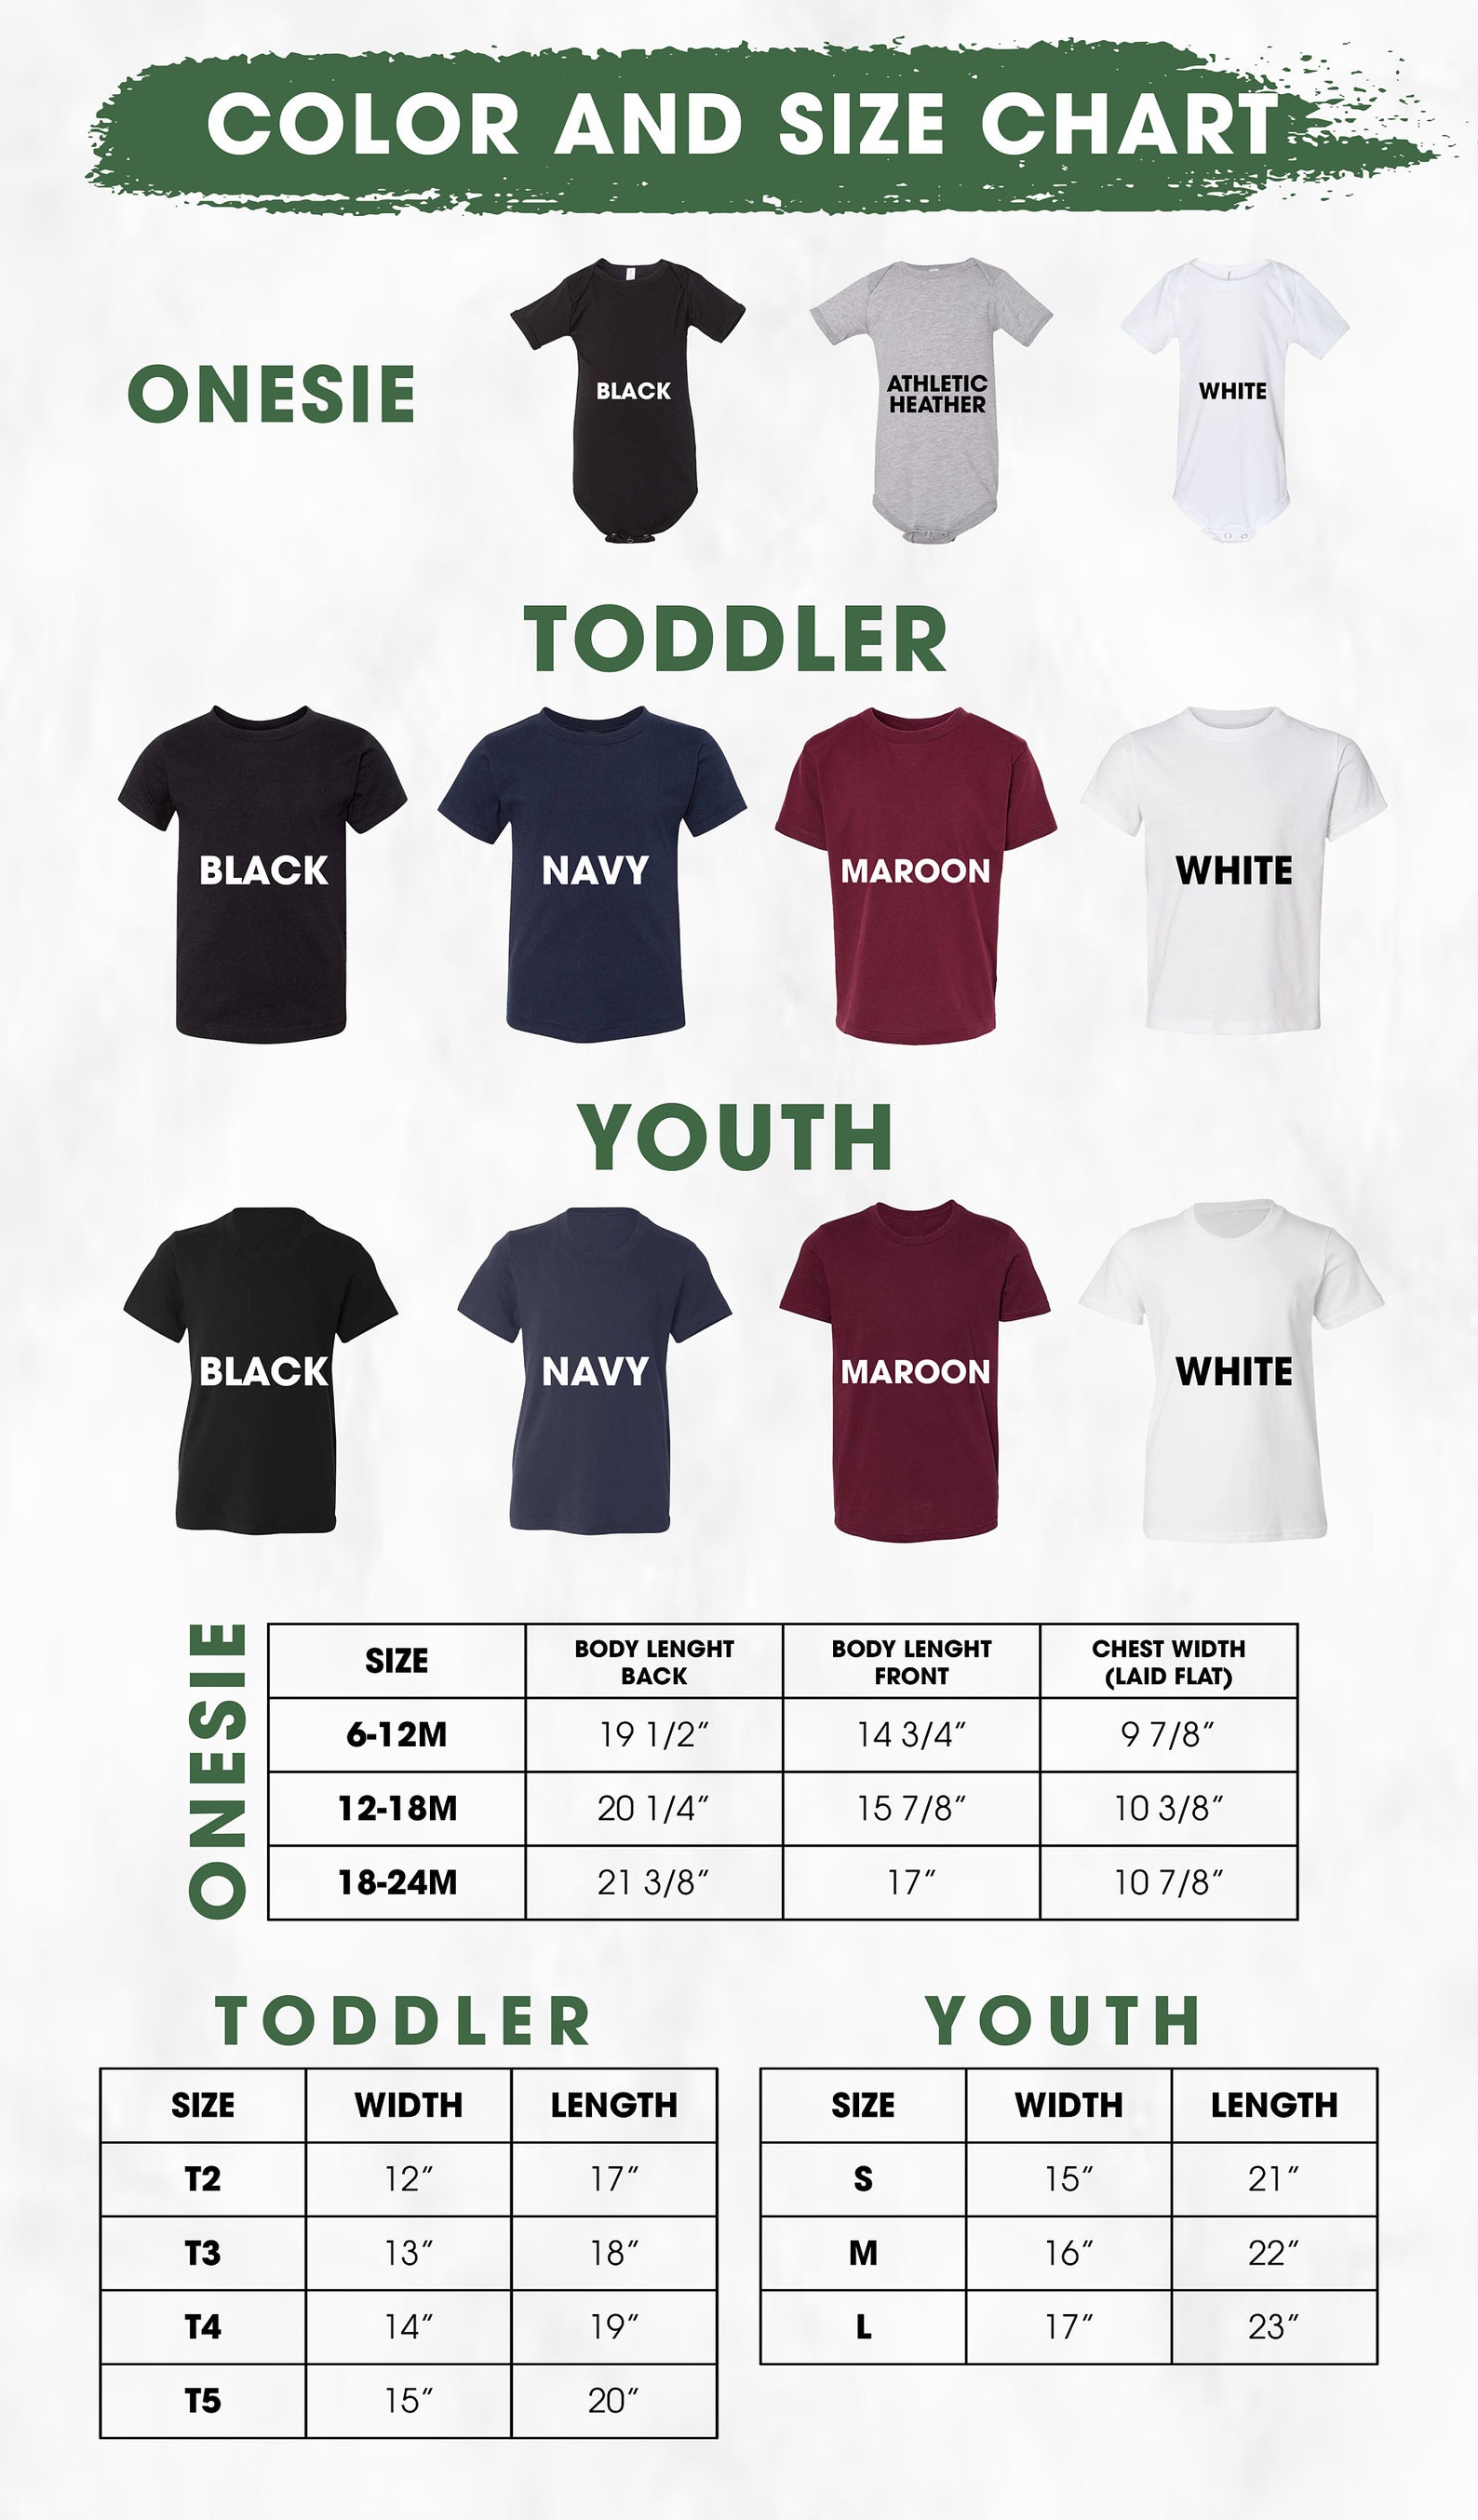 COLOR AND SIZE CHART
ONESIE
BLACK
ATHLETIC
HEATHER
WHITE
TODDLER
BLACK
NAVY
MAROON
WHITE
YOUTH
BLACK
NAVY
MAROON
WHITE
ONESIE
SIZE
BODY LENGHT
BACK
BODY LENGHT
FRONT
CHEST WIDTH
(LAID FLAT)
6-12M 19 1/2" 14 3/4" 9 7/8"
12-18M 20 1/4" 15 7/8" 10 3/8"
18-24M 21 3/8" 17" 10 7/8"
TODDLER
SIZE WIDTH LENGTH
T2 12" 17"
T3 13" 18"
T4 14" 19"
T5 15" 20"
YOUTH
SIZE WIDTH LENGTH
S 15" 21"
M 16" 22"
L 17" 23"